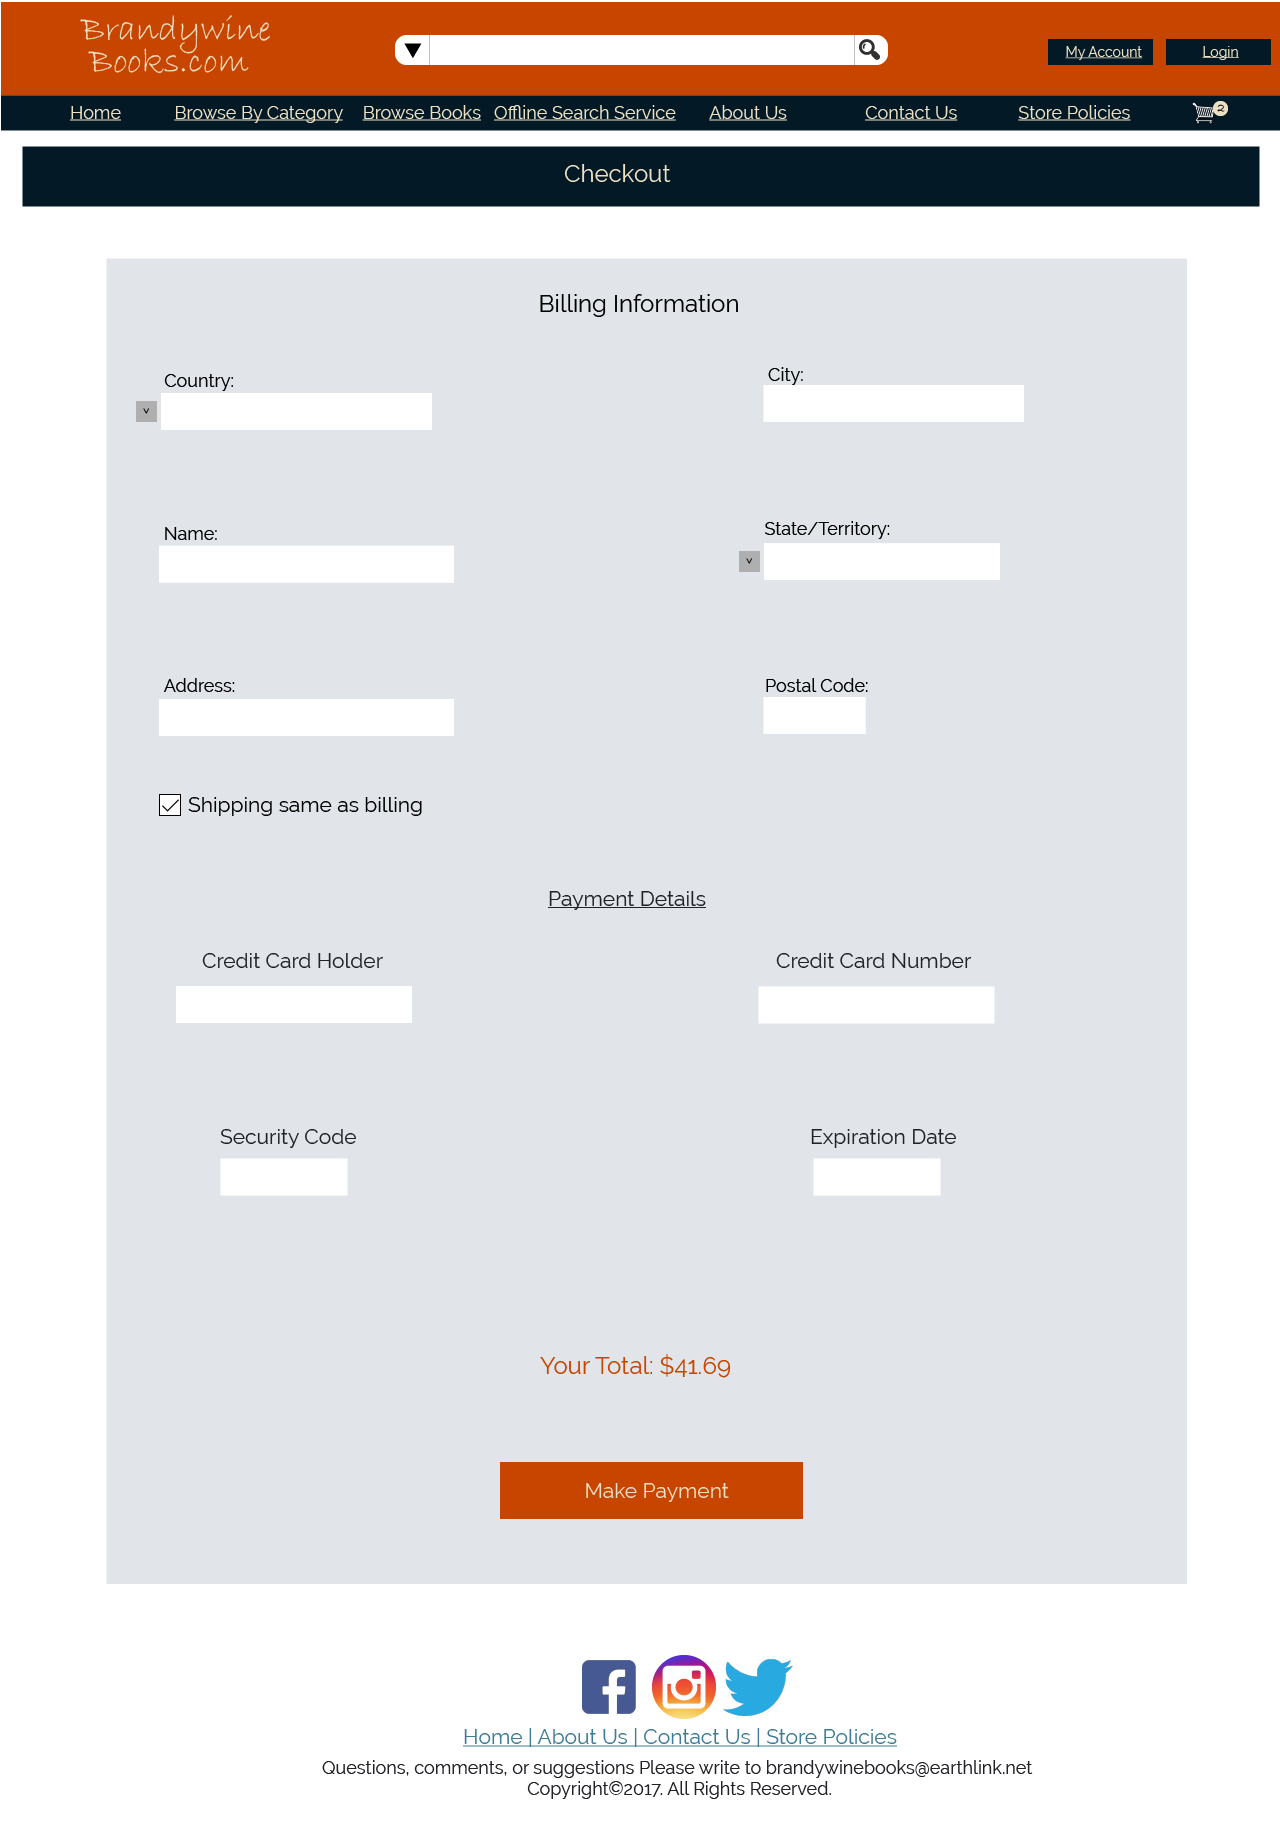 Brandywine
Books.com
My Account
Login
Home
Browse By Category
Browse Books
Offline Search Service
About Us
Contact Us
Store Policies
2
Checkout
Billing Information
Country:
City:
v
Name:
State/Territory:
v
Address:
Postal Code:
Shipping same as billing
Payment Details
Credit Card Holder
Credit Card Number
Security Code
Expiration Date
Your Total: $41.69
Make Payment
Home | About Us | Contact Us | Store Policies
Questions, comments, or suggestions Please write to brandywinebooks@earthlink.net
Copyright©2017. All Rights Reserved.